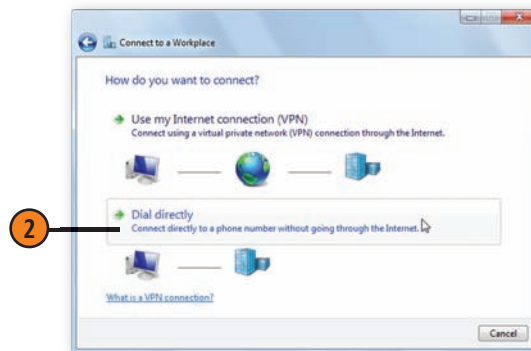 Connect to a Workplace
How do you want to connect?
Use my Internet connection (VPN)
Connect using a virtual private network (VPN) connection through the Internet.
2
Dial directly
Connect directly to a phone number without going through the Internet.
What is a VPN connection?
Cancel